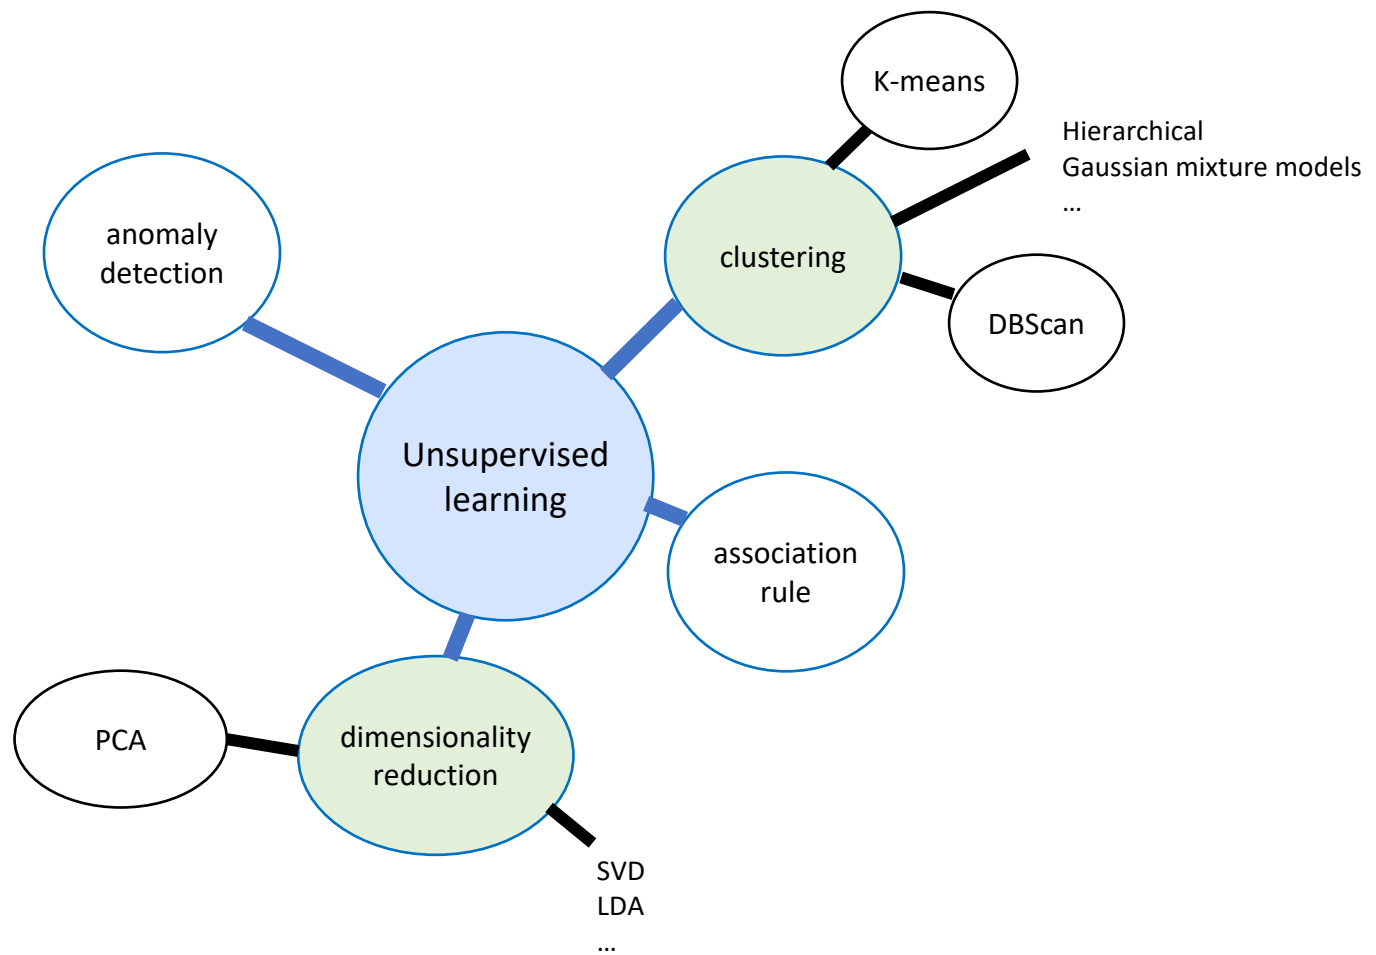 K-means
Hierarchical
Gaussian mixture models
...
anomaly
detection
clustering
DBScan
Unsupervised
learning
association
rule
PCA
dimensionality
reduction
SVD
LDA
...